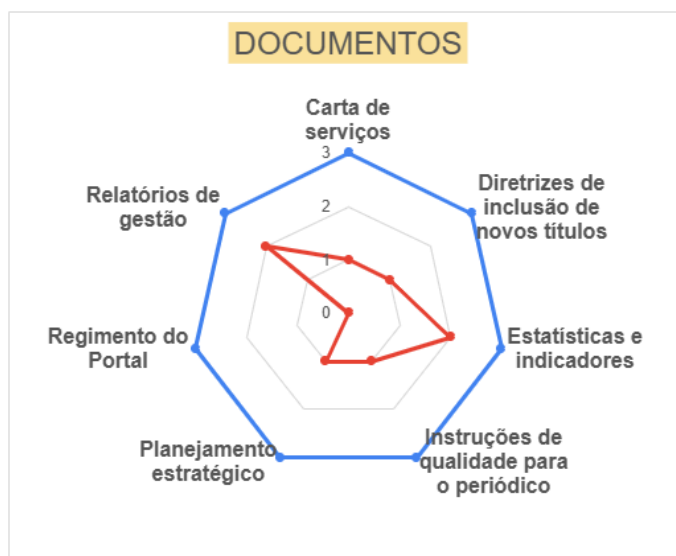 DOCUMENTOS
Carta de
serviços
3
Diretrizes de
inclusão de
novos títulos
Relatórios de
gestão
2
1
0
Estatísticas e
indicadores
Regimento do
Portal
Instruções de
qualidade para
o periódico
Planejamento
estratégico